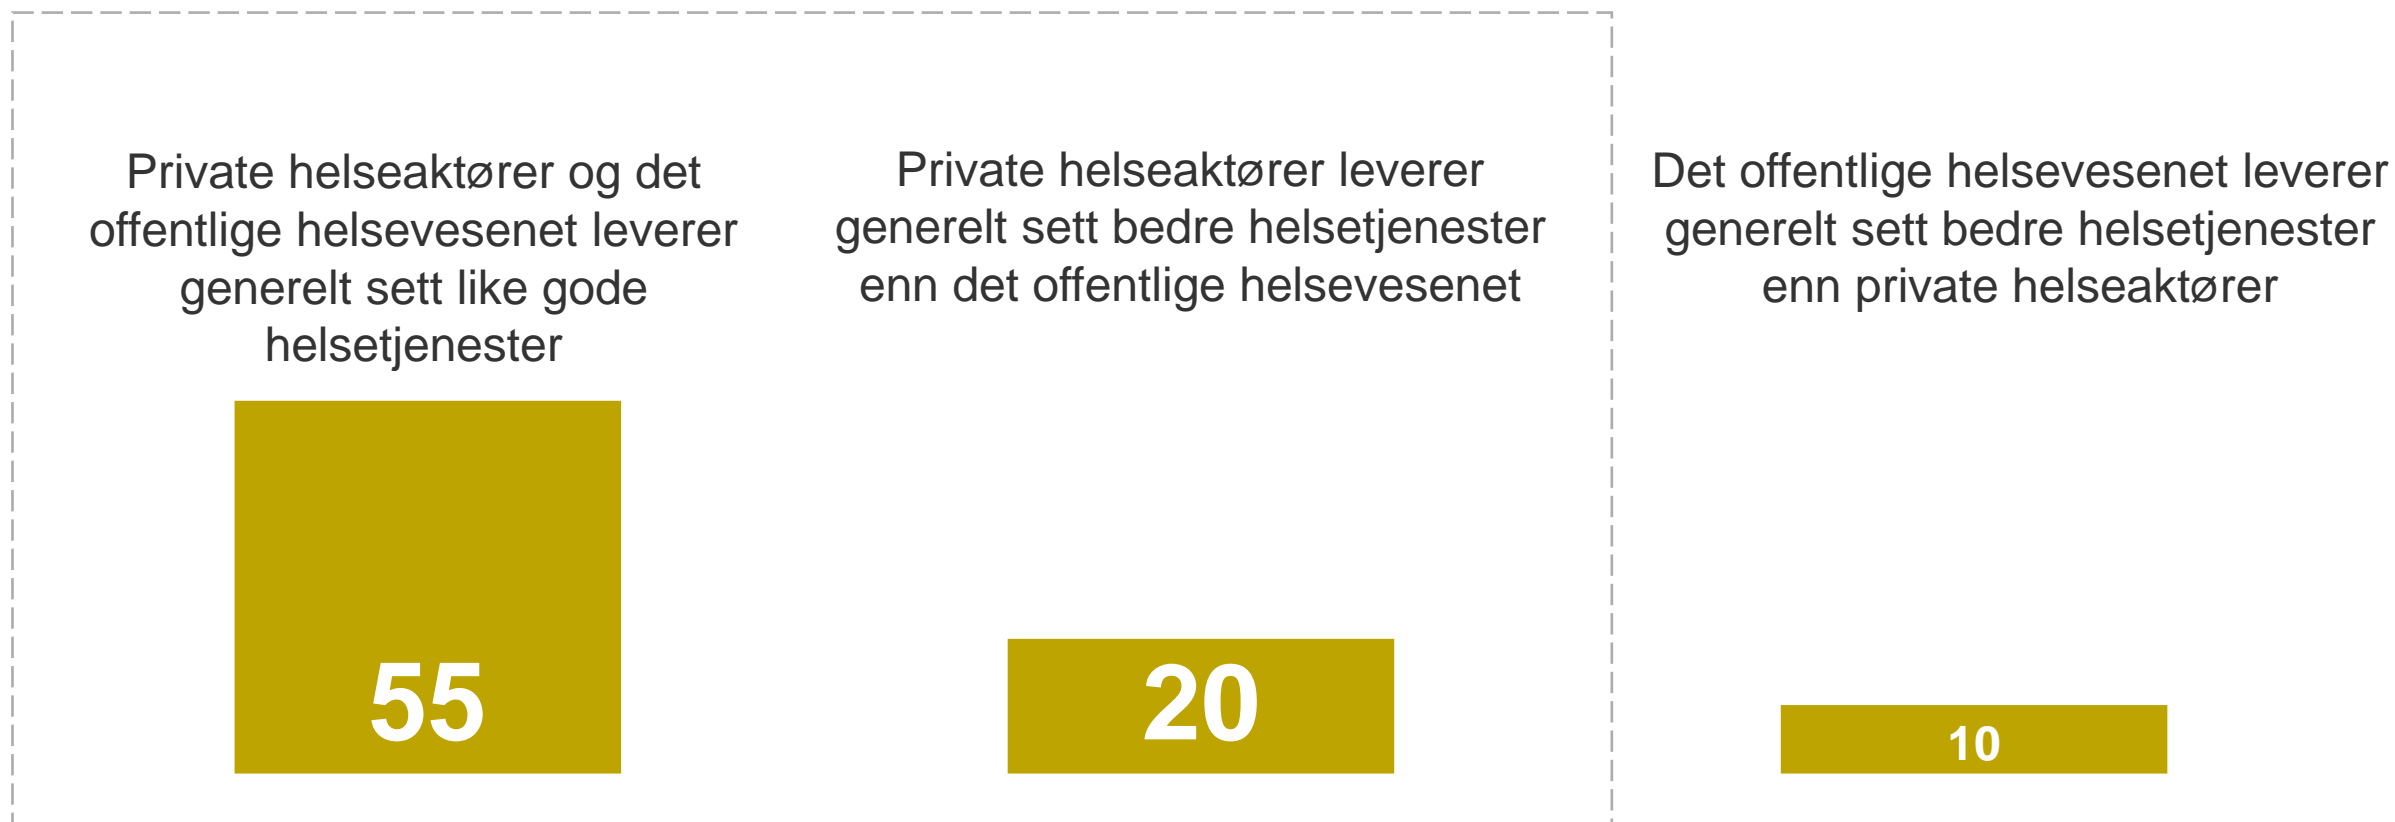 Private helseaktører og det
offentlige helsevesenet leverer
generelt sett like gode
helsetjenester
Private helseaktører leverer
generelt sett bedre helsetjenester
enn det offentlige helsevesenet
Det offentlige helsevesenet leverer
generelt sett bedre helsetjenester
enn private helseaktører
55
20
10